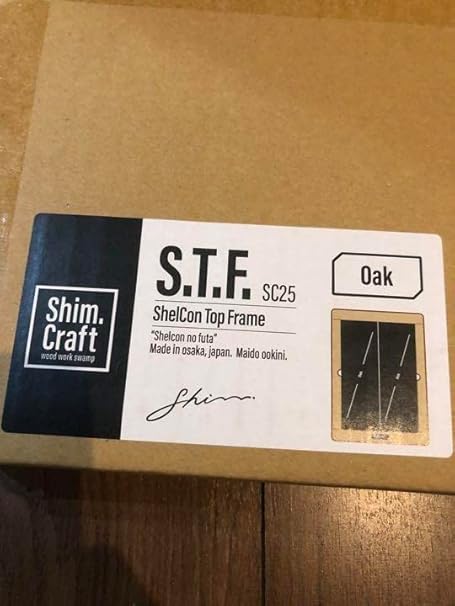 Shim.
Craft
wood work swamp
S.T.F. SC25
ShelCon Top Frame
"Shelcon no futa"
Made in osaka, japan. Maido ookini.
Shim.
Oak